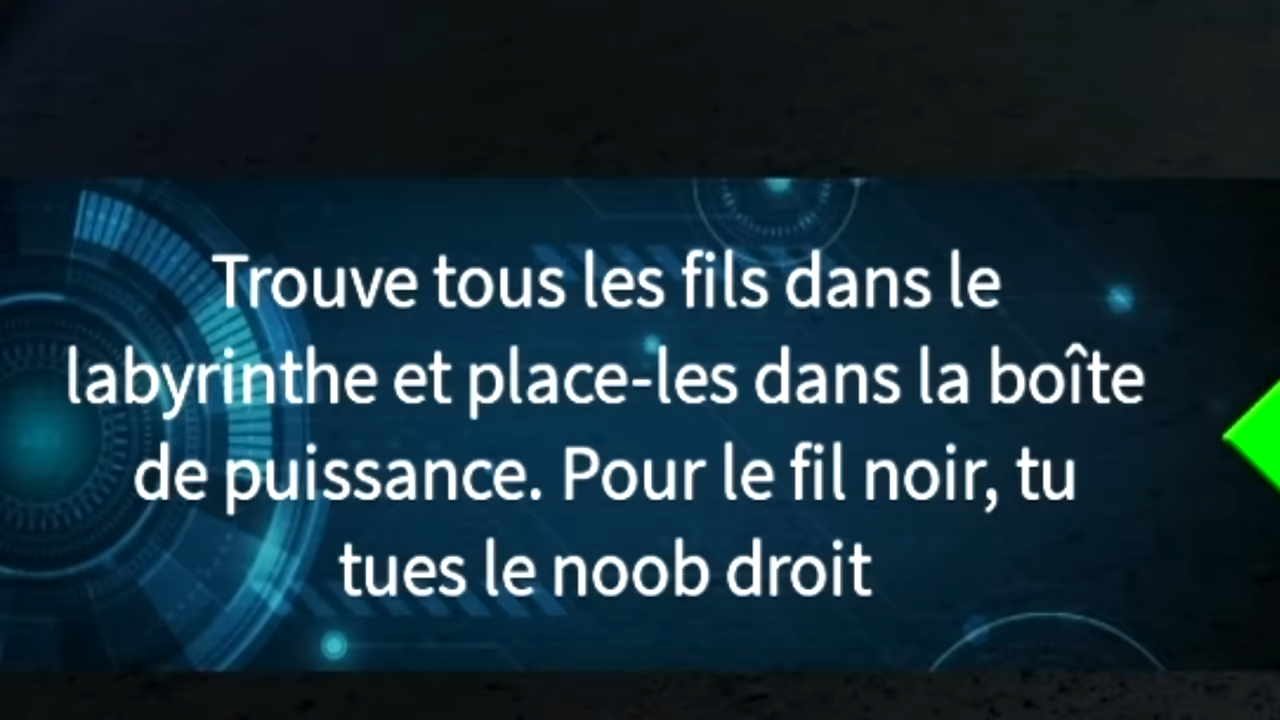 Trouve tous les fils dans le
labyrinthe et place-les dans la boîte
de puissance. Pour le fil noir, tu
tues le noob droit